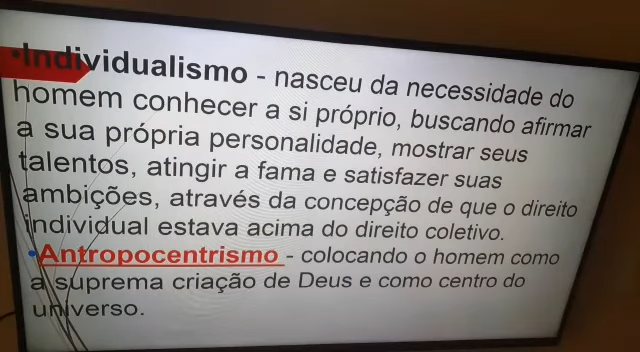 •Individualismo - nasceu da necessidade do
homem conhecer a si próprio, buscando afirmar
a sua própria personalidade, mostrar seus
talentos, atingir a fama e satisfazer suas
ambições, através da concepção de que o direito
individual estava acima do direito coletivo.
•Antropocentrismo - colocando o homem como
a suprema criação de Deus e como centro do
universo.